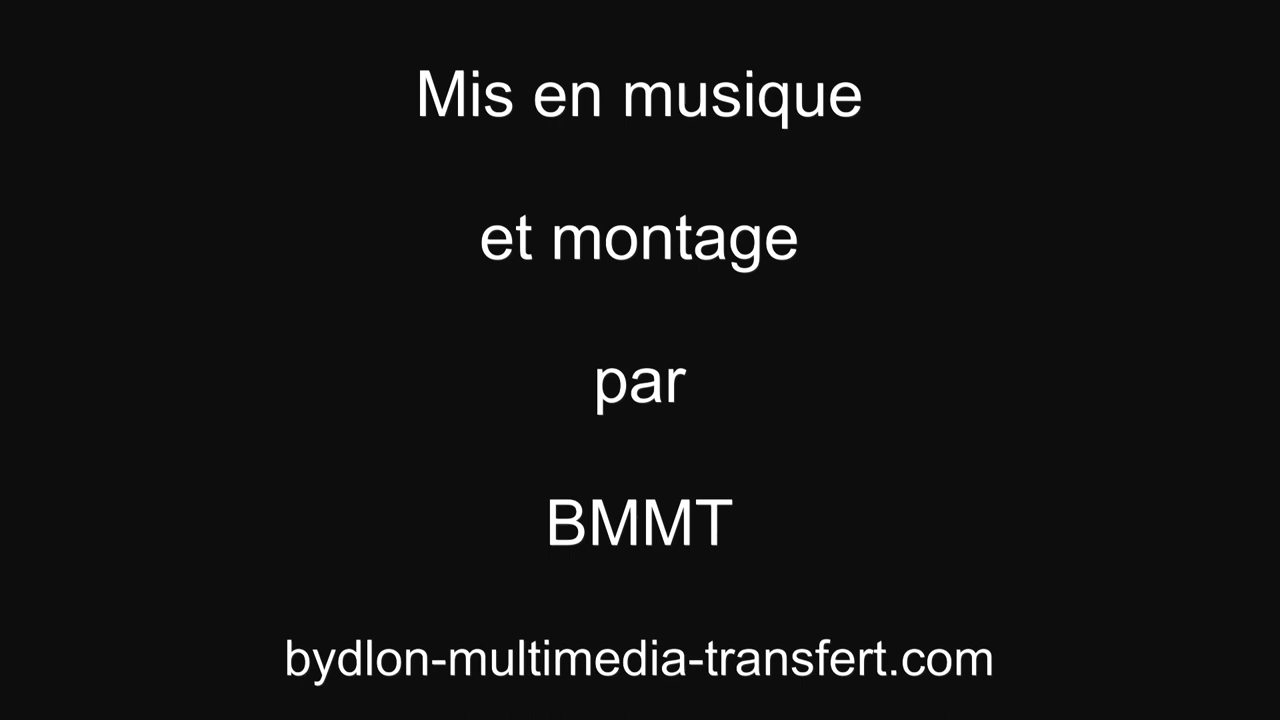 Mis en musique
et montage
par
BMMT
bydlon-multimedia-transfert.com